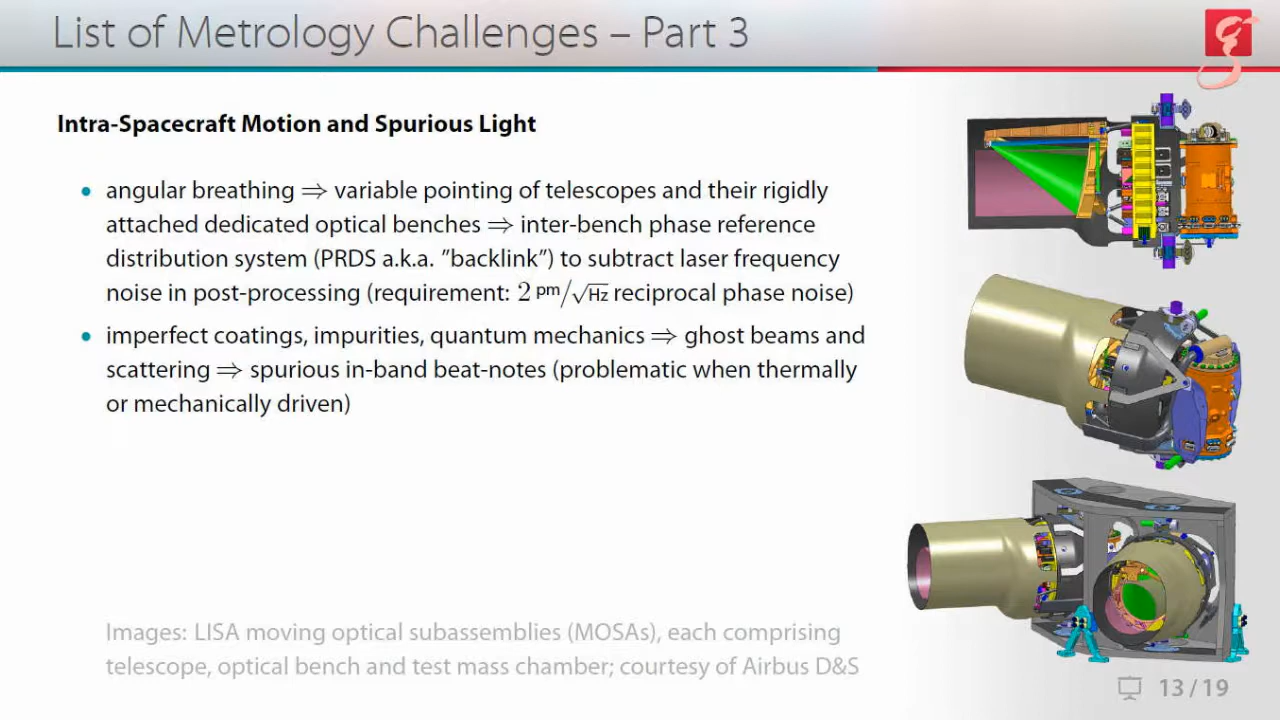 List of Metrology Challenges – Part 3
Intra-Spacecraft Motion and Spurious Light
• angular breathing ⇒ variable pointing of telescopes and their rigidly
attached dedicated optical benches ⇒ inter-bench phase reference
distribution system (PRDS a.k.a. ”backlink”) to subtract laser frequency
noise in post-processing (requirement: 2 pm/√Hz reciprocal phase noise)
• imperfect coatings, impurities, quantum mechanics ⇒ ghost beams and
scattering ⇒ spurious in-band beat-notes (problematic when thermally
or mechanically driven)
Images: LISA moving optical subassemblies (MOSAs), each comprising
telescope, optical bench and test mass chamber; courtesy of Airbus D&S
13 / 19